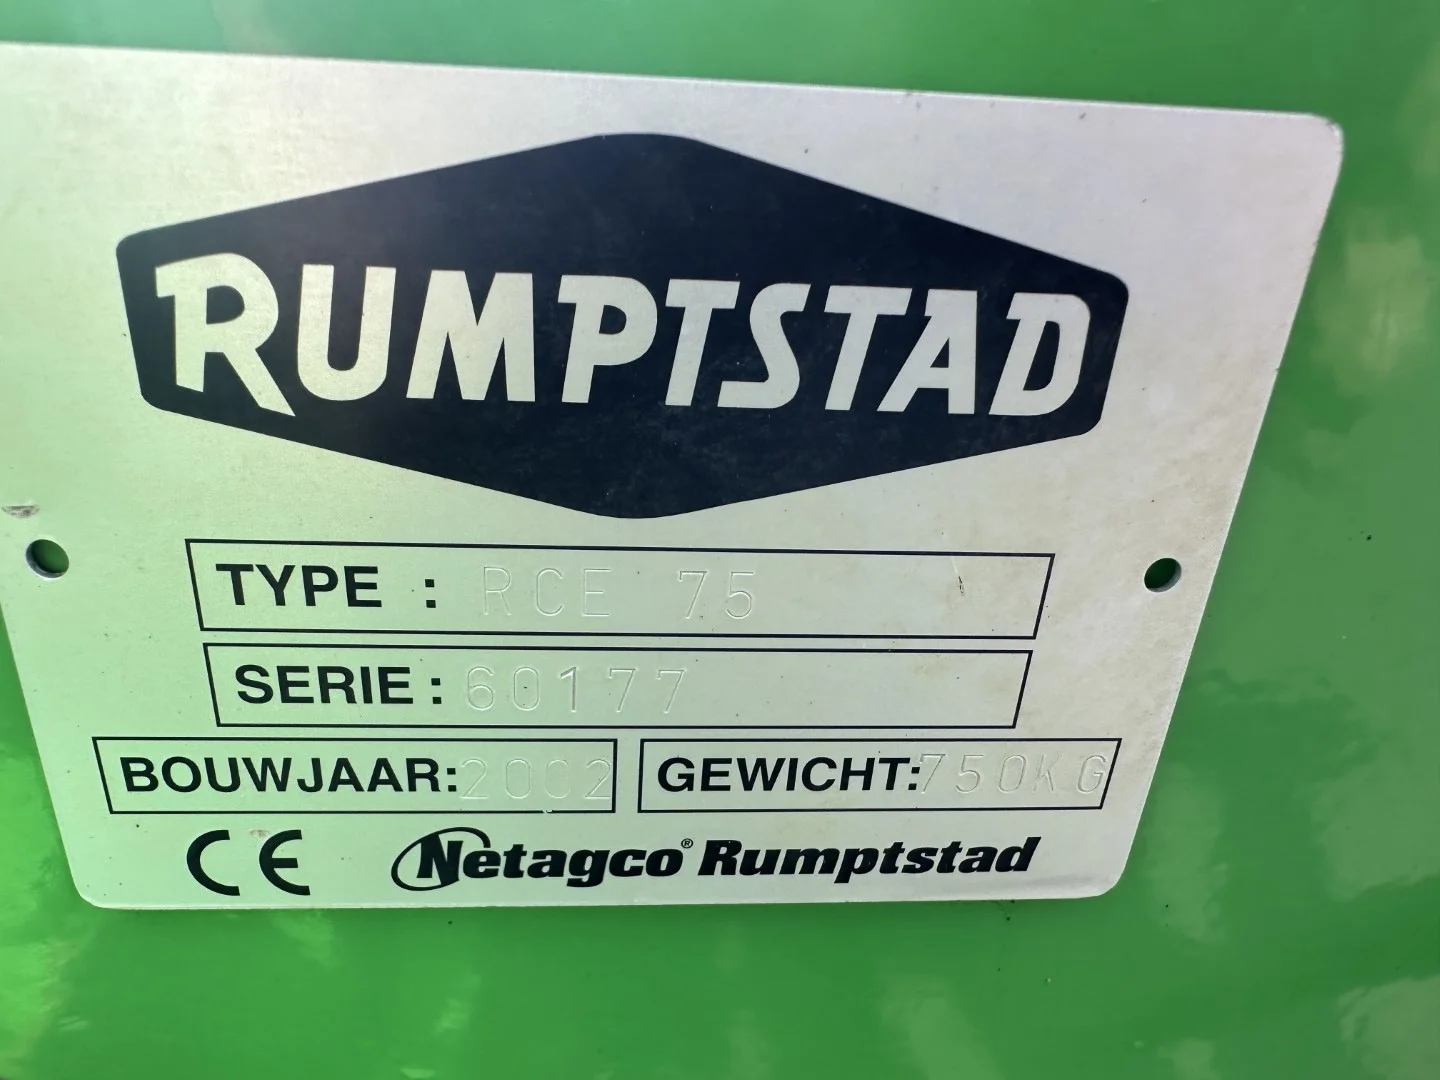 RUMPTSTAD
TYPE : RCE 75
SERIE : 60177
BOUWJAAR: 2002 GEWICHT: 750KG
CE Netagco® Rumptstad